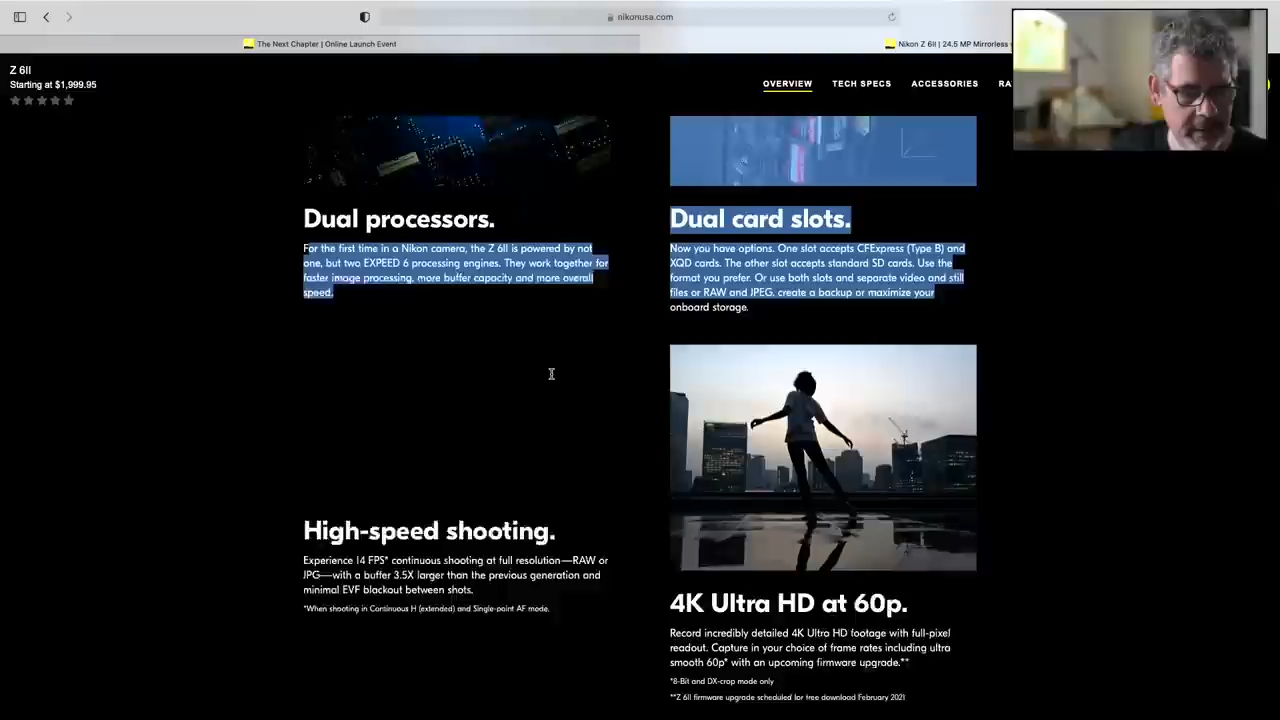 nikonusa.com
The Next Chapter | Online Launch Event
Nikon Z 6II | 24.5 MP Mirrorless
Z 6II
Starting at $1,999.95
OVERVIEW
TECH SPECS
ACCESSORIES
RA
Dual processors.
For the first time in a Nikon camera, the Z 6II is powered by not
one, but two EXPEED 6 processing engines. They work together for
faster image processing, more buffer capacity and more overall
speed.
Dual card slots.
Now you have options. One slot accepts CFExpress (Type B) and
XQD cards. The other slot accepts standard SD cards. Use the
format you prefer. Or use both slots and separate video and still
files or RAW and JPEG, create a backup or maximize your
onboard storage.
High-speed shooting.
Experience 14 FPS* continuous shooting at full resolution—RAW or
JPG—with a buffer 3.5X larger than the previous generation and
minimal EVF blackout between shots.
*When shooting in Continuous H (extended) and Single-point AF mode.
4K Ultra HD at 60p.
Record incredibly detailed 4K Ultra HD footage with full-pixel
readout. Capture in your choice of frame rates including ultra
smooth 60p* with an upcoming firmware upgrade.**
*8-Bit and DX-crop mode only
**Z 6II firmware upgrade scheduled for free download February 2021